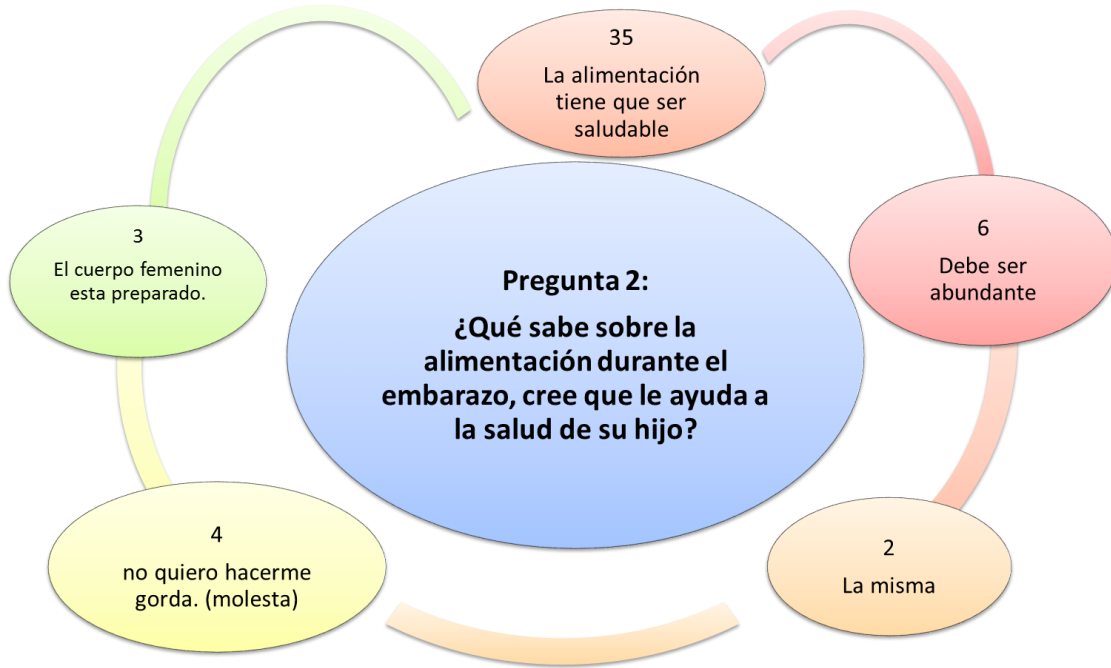 35
La alimentación
tiene que ser
saludable
3
El cuerpo femenino
esta preparado.
6
Debe ser
abundante
Pregunta 2:
¿Qué sabe sobre la
alimentación durante el
embarazo, cree que le ayuda a
la salud de su hijo?
4
no quiero hacerme
gorda. (molesta)
2
La misma